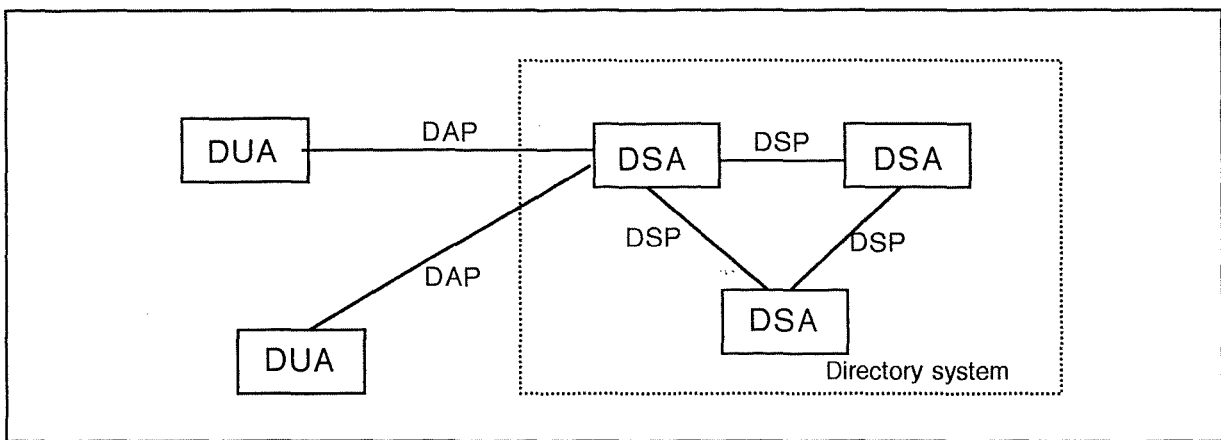 DUA
DAP
DSA
DSP
DSA
DSP
DSP
DAP
DSA
DUA
Directory system